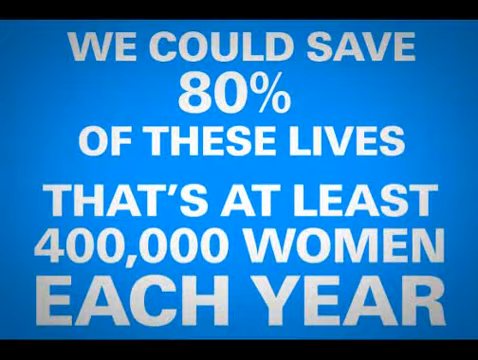 WE COULD SAVE
80%
OF THESE LIVES
THAT'S AT LEAST
400,000 WOMEN
EACH YEAR